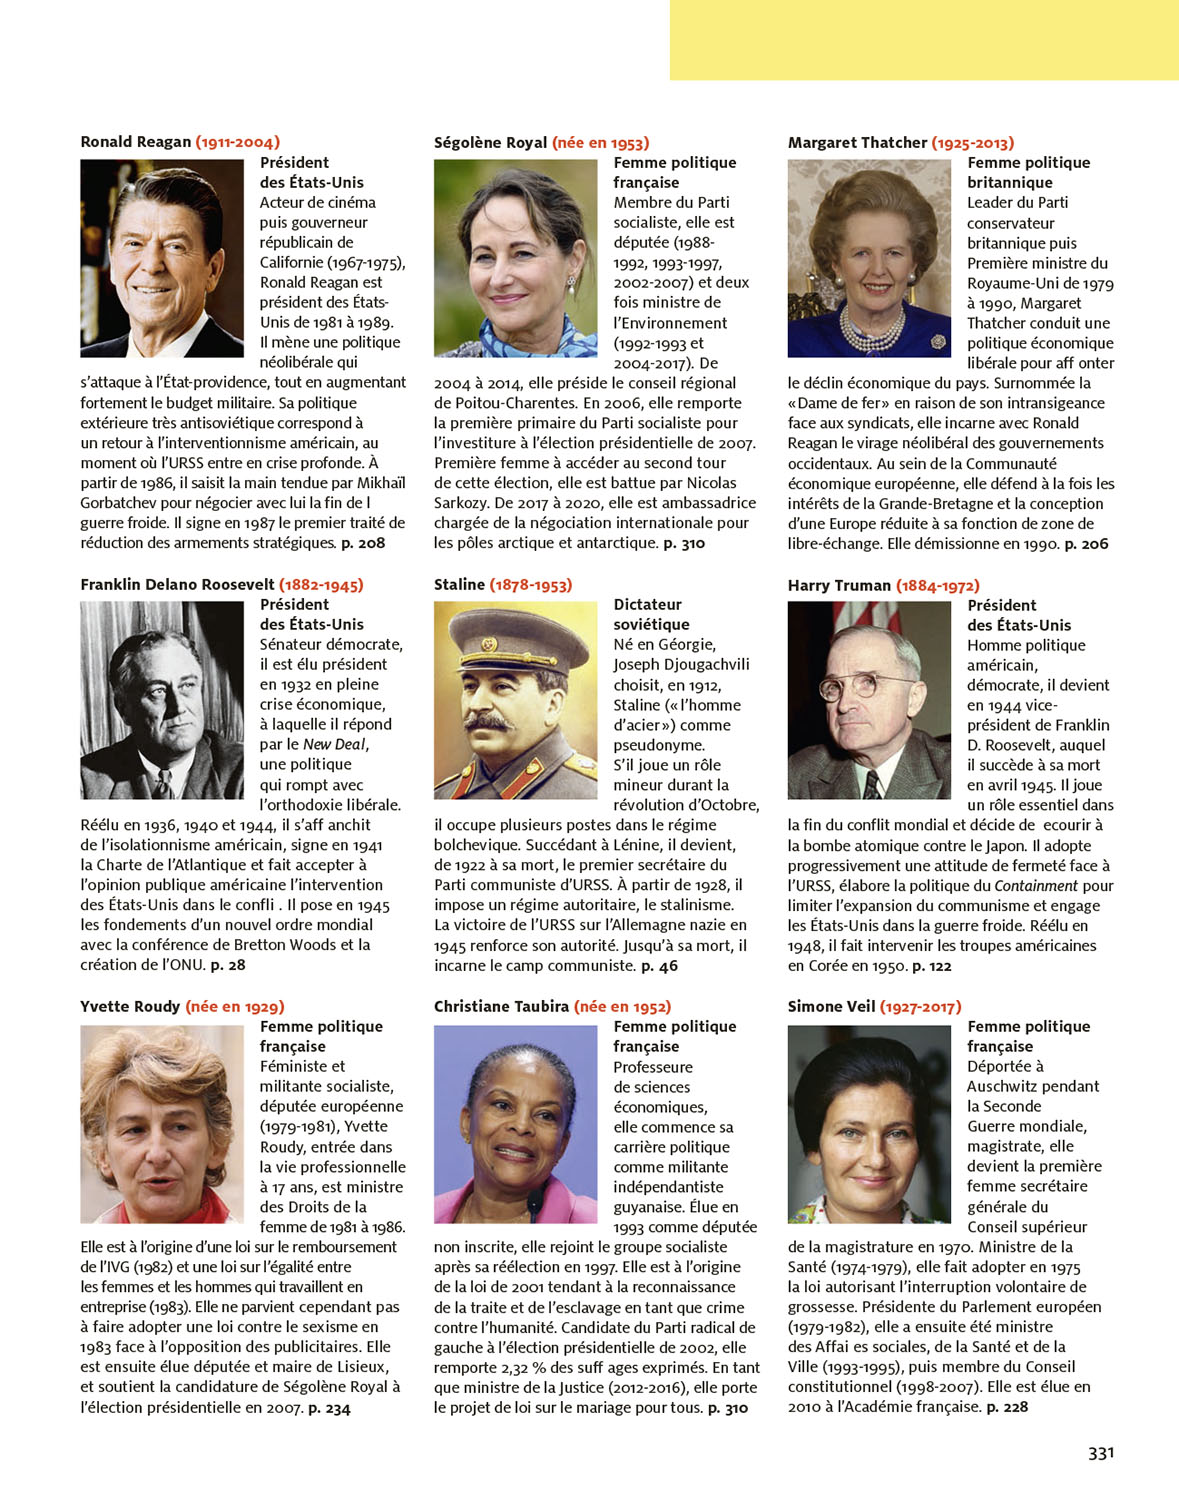 Ronald Reagan (1911-2004)
Président
des États-Unis
Acteur de cinéma
puis gouverneur
républicain de
Californie (1967-1975),
Ronald Reagan est
président des États-
Unis de 1981 à 1989.
Il mène une politique
néolibérale qui
s’attaque à l’État-providence, tout en augmentant
fortement le budget militaire. Sa politique
extérieure très antisoviétique correspond à
un retour à l’interventionnisme américain, au
moment où l’URSS entre en crise profonde. À
partir de 1986, il saisit la main tendue par Mikhaïl
Gorbatchev pour négocier avec lui la fin de l
guerre froide. Il signe en 1987 le premier traité de
réduction des armements stratégiques. p. 208
Ségolène Royal (née en 1953)
Femme politique
française
Membre du Parti
socialiste, elle est
députée (1988-
1992, 1993-1997,
2002-2007) et deux
fois ministre de
l’Environnement
(1992-1993 et
2004-2017). De
2004 à 2014, elle préside le conseil régional
de Poitou-Charentes. En 2006, elle remporte
la première primaire du Parti socialiste pour
l’investiture à l’élection présidentielle de 2007.
Première femme à accéder au second tour
de cette élection, elle est battue par Nicolas
Sarkozy. De 2017 à 2020, elle est ambassadrice
chargée de la négociation internationale pour
les pôles arctique et antarctique. p. 310
Margaret Thatcher (1925-2013)
Femme politique
britannique
Leader du Parti
conservateur
britannique puis
Première ministre du
Royaume-Uni de 1979
à 1990, Margaret
Thatcher conduit une
politique économique
libérale pour aff onter
le déclin économique du pays. Surnommée la
« Dame de fer » en raison de son intransigeance
face aux syndicats, elle incarne avec Ronald
Reagan le virage néolibéral des gouvernements
occidentaux. Au sein de la Communauté
économique européenne, elle défend à la fois les
intérêts de la Grande-Bretagne et la conception
d’une Europe réduite à sa fonction de zone de
libre-échange. Elle démissionne en 1990. p. 206
Franklin Delano Roosevelt (1882-1945)
Président
des États-Unis
Sénateur démocrate,
il est élu président
en 1932 en pleine
crise économique,
à laquelle il répond
par le New Deal,
une politique
qui rompt avec
l’orthodoxie libérale.
Réélu en 1936, 1940 et 1944, il s’aff anchit
de l’isolationnisme américain, signe en 1941
la Charte de l’Atlantique et fait accepter à
l’opinion publique américaine l’intervention
des États-Unis dans le confli . Il pose en 1945
les fondements d’un nouvel ordre mondial
avec la conférence de Bretton Woods et la
création de l’ONU. p. 28
Staline (1878-1953)
Dictateur
soviétique
Né en Géorgie,
Joseph Djougachvili
choisit, en 1912,
Staline (« l’homme
d’acier ») comme
pseudonyme.
S’il joue un rôle
mineur durant la
révolution d’Octobre,
il occupe plusieurs postes dans le régime
bolchevique. Succédant à Lénine, il devient,
de 1922 à sa mort, le premier secrétaire du
Parti communiste d’URSS. À partir de 1928, il
impose un régime autoritaire, le stalinisme.
La victoire de l’URSS sur l’Allemagne nazie en
1945 renforce son autorité. Jusqu’à sa mort, il
incarne le camp communiste. p. 46
Harry Truman (1884-1972)
Président
des États-Unis
Homme politique
américain,
démocrate, il devient
en 1944 vice-
président de Franklin
D. Roosevelt, auquel
il succède à sa mort
en avril 1945. Il joue
un rôle essentiel dans
la fin du conflit mondial et décide de  ecourir à
la bombe atomique contre le Japon. Il adopte
progressivement une attitude de fermeté face à
l’URSS, élabore la politique du Containment pour
limiter l’expansion du communisme et engage
les États-Unis dans la guerre froide. Réélu en
1948, il fait intervenir les troupes américaines
en Corée en 1950. p. 122
Yvette Roudy (née en 1929)
Femme politique
française
Féministe et
militante socialiste,
députée européenne
(1979-1981), Yvette
Roudy, entrée dans
la vie professionnelle
à 17 ans, est ministre
des Droits de la
femme de 1981 à 1986.
Elle est à l’origine d’une loi sur le remboursement
de l’IVG (1982) et une loi sur l’égalité entre
les femmes et les hommes qui travaillent en
entreprise (1983). Elle ne parvient cependant pas
à faire adopter une loi contre le sexisme en
1983 face à l’opposition des publicitaires. Elle
est ensuite élue députée et maire de Lisieux,
et soutient la candidature de Ségolène Royal à
l’élection présidentielle en 2007. p. 234
Christiane Taubira (née en 1952)
Femme politique
française
Professeure
de sciences
économiques,
elle commence sa
carrière politique
comme militante
indépendantiste
guyanaise. Élue en
1993 comme députée
non inscrite, elle rejoint le groupe socialiste
après sa réélection en 1997. Elle est à l’origine
de la loi de 2001 tendant à la reconnaissance
de la traite et de l’esclavage en tant que crime
contre l’humanité. Candidate du Parti radical de
gauche à l’élection présidentielle de 2002, elle
remporte 2,32 % des suff ages exprimés. En tant
que ministre de la Justice (2012-2016), elle porte
le projet de loi sur le mariage pour tous. p. 310
Simone Veil (1927-2017)
Femme politique
française
Déportée à
Auschwitz pendant
la Seconde
Guerre mondiale,
magistrate, elle
devient la première
femme secrétaire
générale du
Conseil supérieur
de la magistrature en 1970. Ministre de la
Santé (1974-1979), elle fait adopter en 1975
la loi autorisant l’interruption volontaire de
grossesse. Présidente du Parlement européen
(1979-1982), elle a ensuite été ministre
des Affai es sociales, de la Santé et de la
Ville (1993-1995), puis membre du Conseil
constitutionnel (1998-2007). Elle est élue en
2010 à l’Académie française. p. 228
331